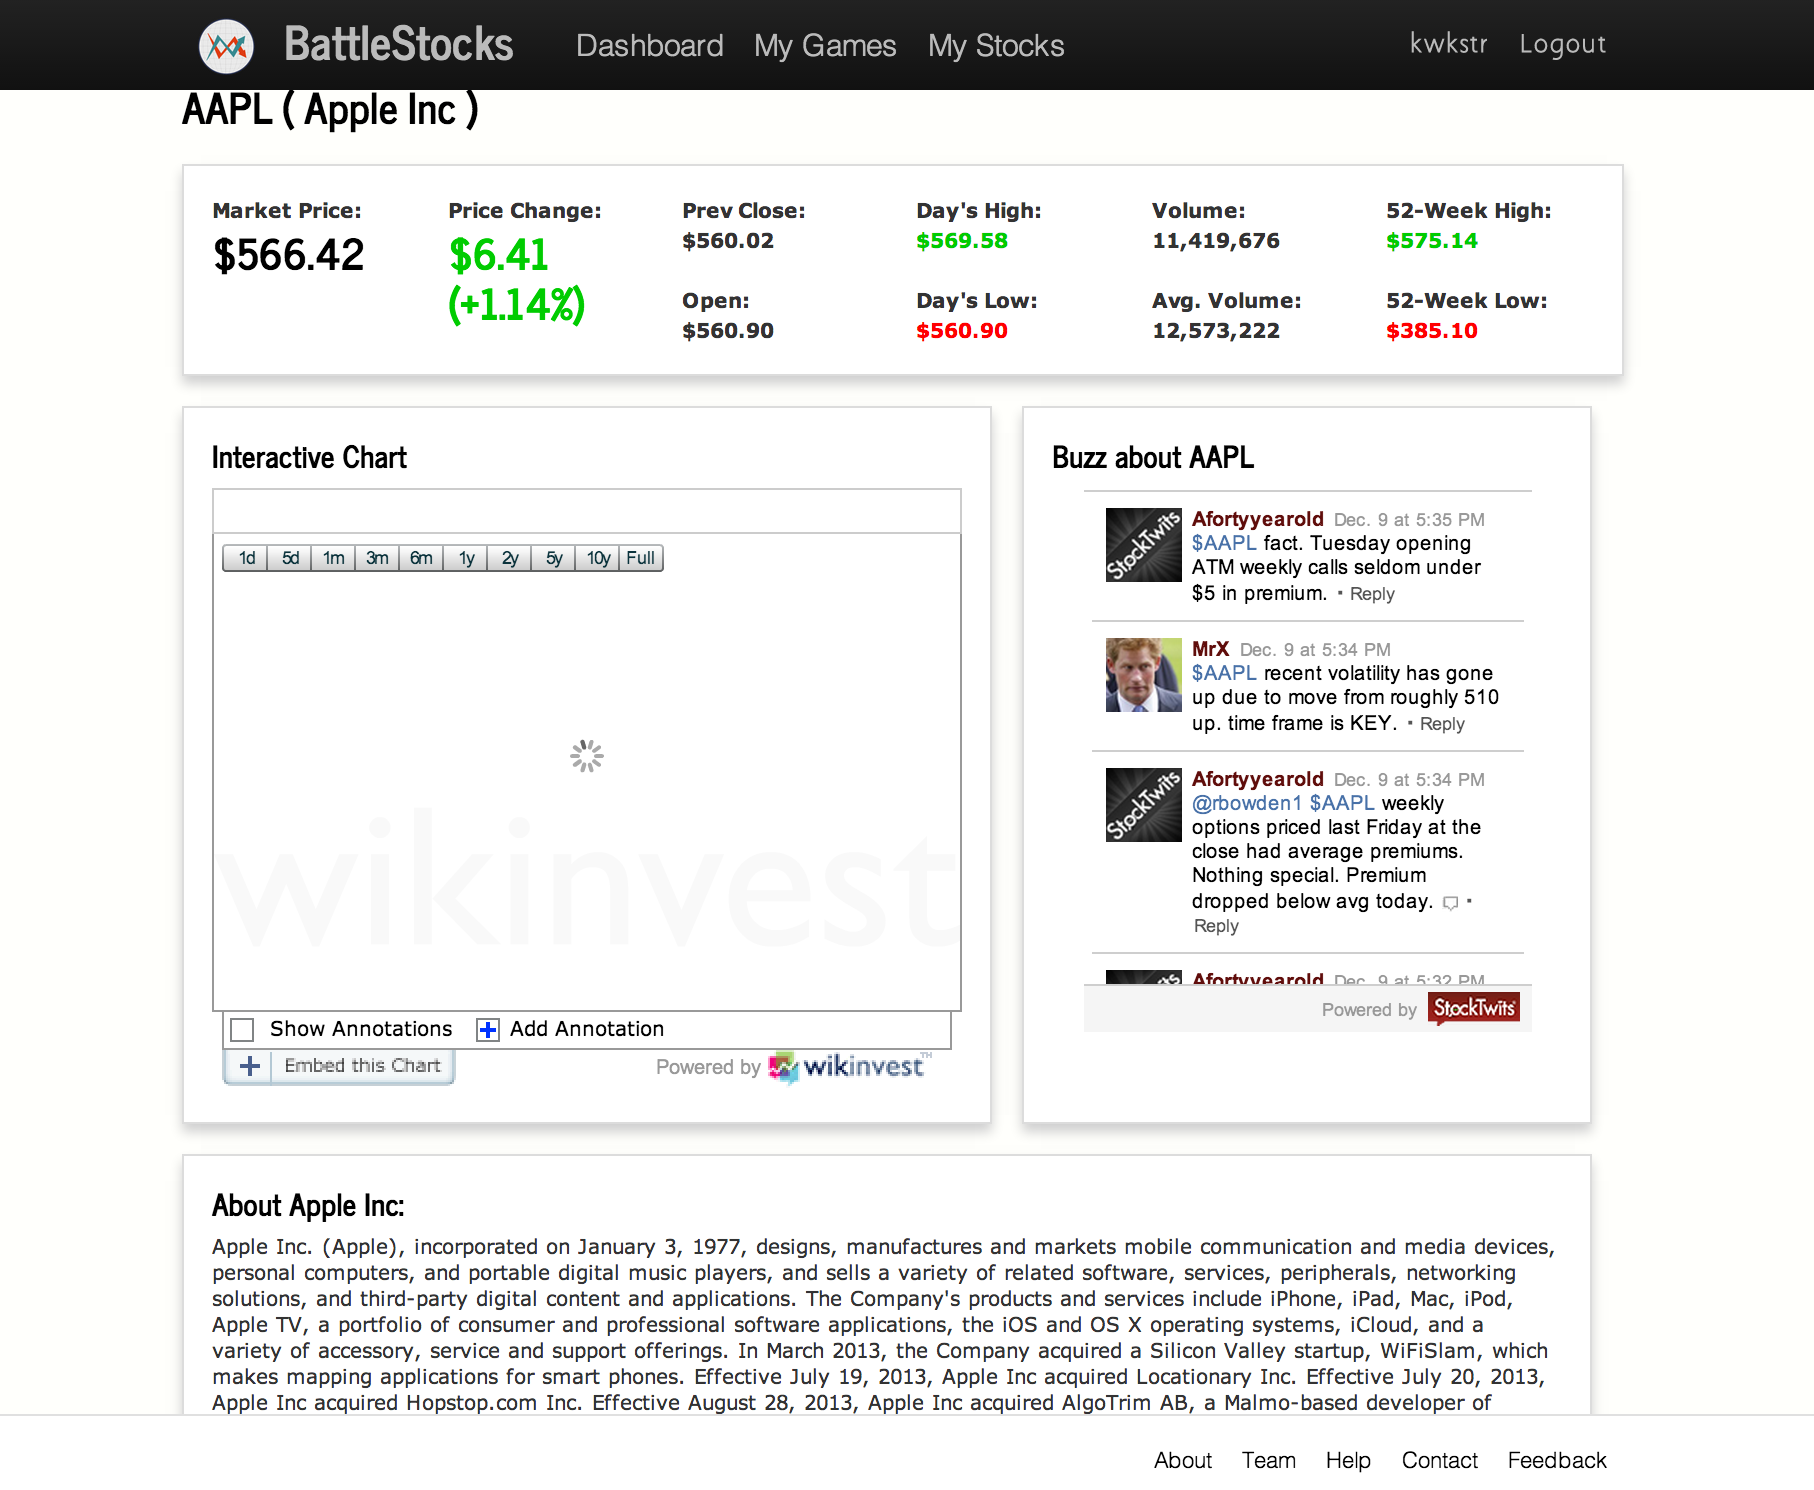 BattleStocks Dashboard My Games My Stocks kwkstr Logout
AAPL ( Apple Inc )
Market Price: Price Change: Prev Close: Day's High: Volume: 52-Week High:
$566.42 $6.41 $560.02 $569.58 11,419,676 $575.14
(+1.14%) Open: Day's Low: Avg. Volume: 52-Week Low:
$560.90 $560.90 12,573,222 $385.10
Interactive Chart
1d 5d 1m 3m 6m 1y 2y 5y 10y Full
wikinvest
Show Annotations Add Annotation
Embed this Chart Powered by wikinvest™
Buzz about AAPL
StockTwits
Afortyyearold Dec. 9 at 5:35 PM
$AAPL fact. Tuesday opening
ATM weekly calls seldom under
$5 in premium. · Reply
MrX Dec. 9 at 5:34 PM
$AAPL recent volatility has gone
up due to move from roughly 510
up. time frame is KEY. · Reply
StockTwits
Afortyyearold Dec. 9 at 5:34 PM
@rbowden1 $AAPL weekly
options priced last Friday at the
close had average premiums.
Nothing special. Premium
dropped below avg today. ·
Reply
Afortyyearold Dec. 9 at 5:32 PM
Powered by StockTwits
About Apple Inc:
Apple Inc. (Apple), incorporated on January 3, 1977, designs, manufactures and markets mobile communication and media devices,
personal computers, and portable digital music players, and sells a variety of related software, services, peripherals, networking
solutions, and third-party digital content and applications. The Company's products and services include iPhone, iPad, Mac, iPod,
Apple TV, a portfolio of consumer and professional software applications, the iOS and OS X operating systems, iCloud, and a
variety of accessory, service and support offerings. In March 2013, the Company acquired a Silicon Valley startup, WiFiSlam, which
makes mapping applications for smart phones. Effective July 19, 2013, Apple Inc acquired Locationary Inc. Effective July 20, 2013,
Apple Inc acquired Hopstop.com Inc. Effective August 28, 2013, Apple Inc acquired AlgoTrim AB, a Malmo-based developer of
About Team Help Contact Feedback